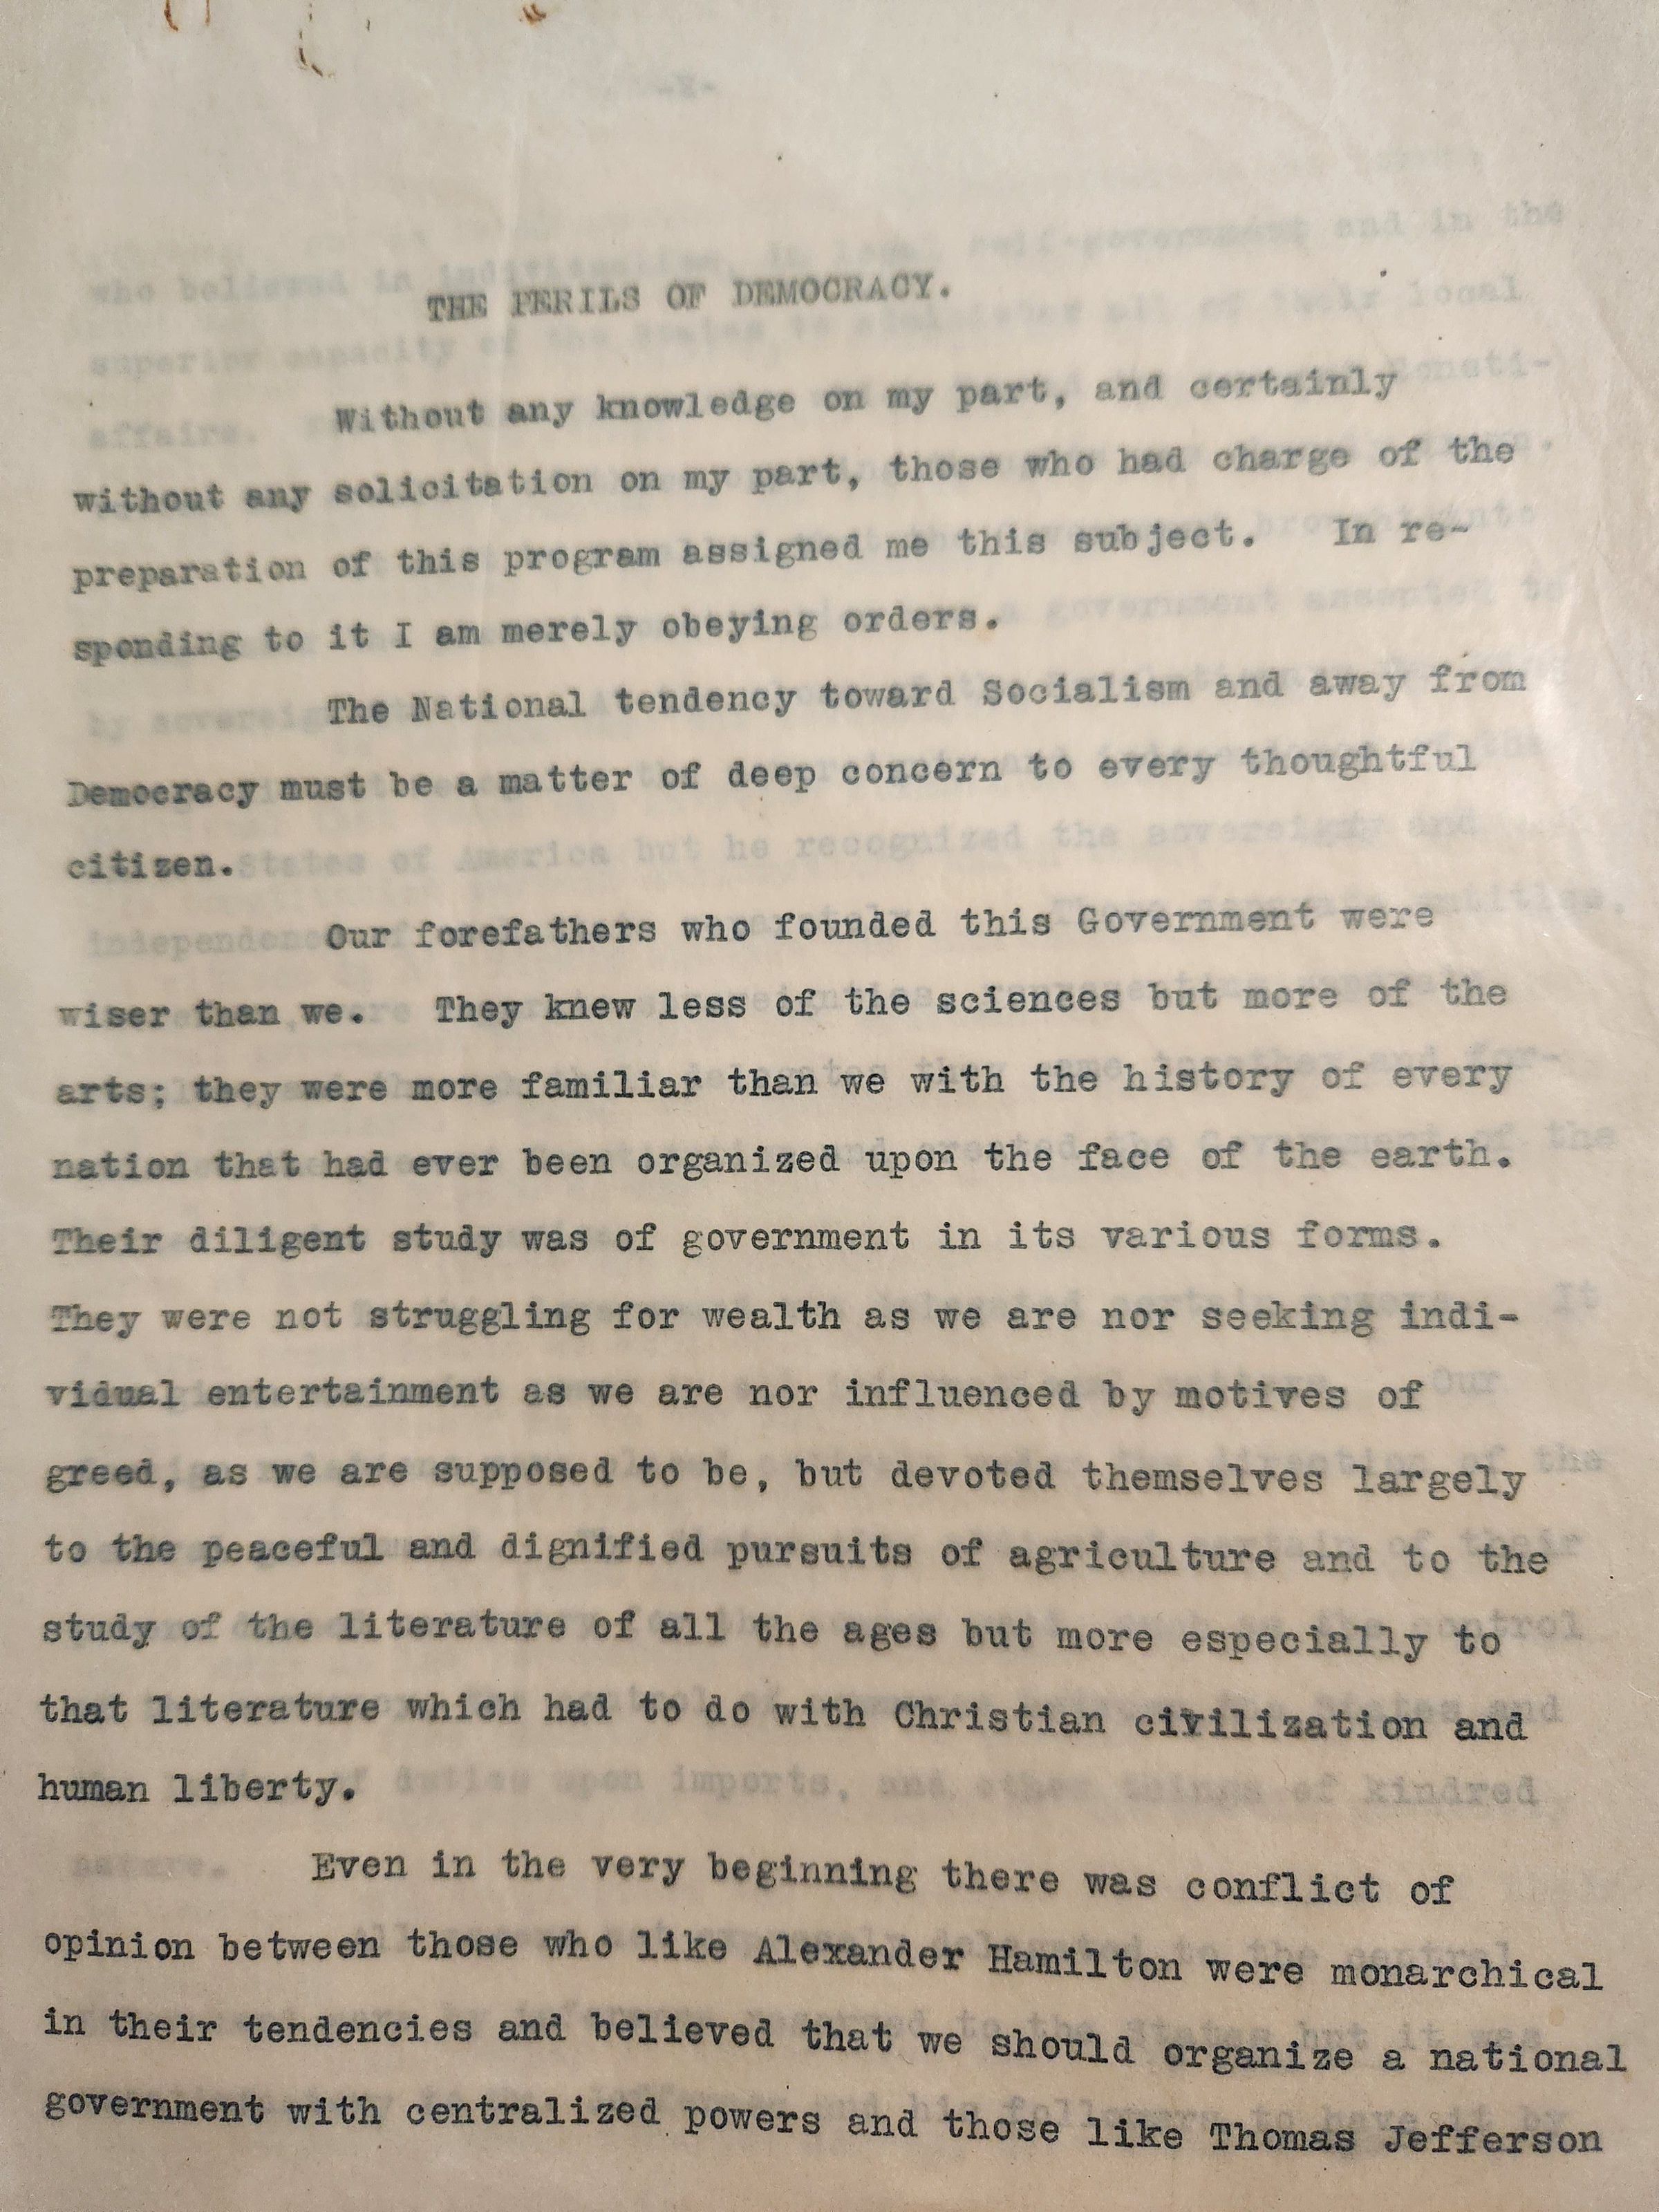 THE PERILS OF DEMOCRACY.
Without any knowledge on my part, and certainly
without any solicitation on my part, those who had charge of the
preparation of this program assigned me this subject. In re-
sponding to it I am merely obeying orders.
The National tendency toward Socialism and away from
Democracy must be a matter of deep concern to every thoughtful
citizen.
Our forefathers who founded this Government were
wiser than we. They knew less of the sciences but more of the
arts; they were more familiar than we with the history of every
nation that had ever been organized upon the face of the earth.
Their diligent study was of government in its various forms.
They were not struggling for wealth as we are nor seeking indi-
vidual entertainment as we are nor influenced by motives of
greed, as we are supposed to be, but devoted themselves largely
to the peaceful and dignified pursuits of agriculture and to the
study of the literature of all the ages but more especially to
that literature which had to do with Christian civilization and
human liberty.
Even in the very beginning there was conflict of
opinion between those who like Alexander Hamilton were monarchical
in their tendencies and believed that we should organize a national
government with centralized powers and those like Thomas Jefferson